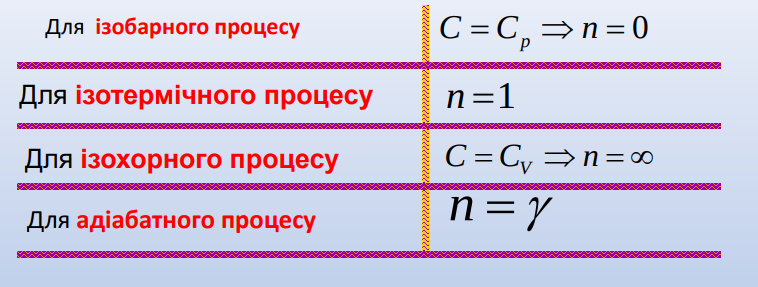 Для ізобарного процесу C = C_p ⇒ n = 0
Для ізотермічного процесу n = 1
Для ізохорного процесу C = C_V ⇒ n = ∞
Для адіабатного процесу n = γ